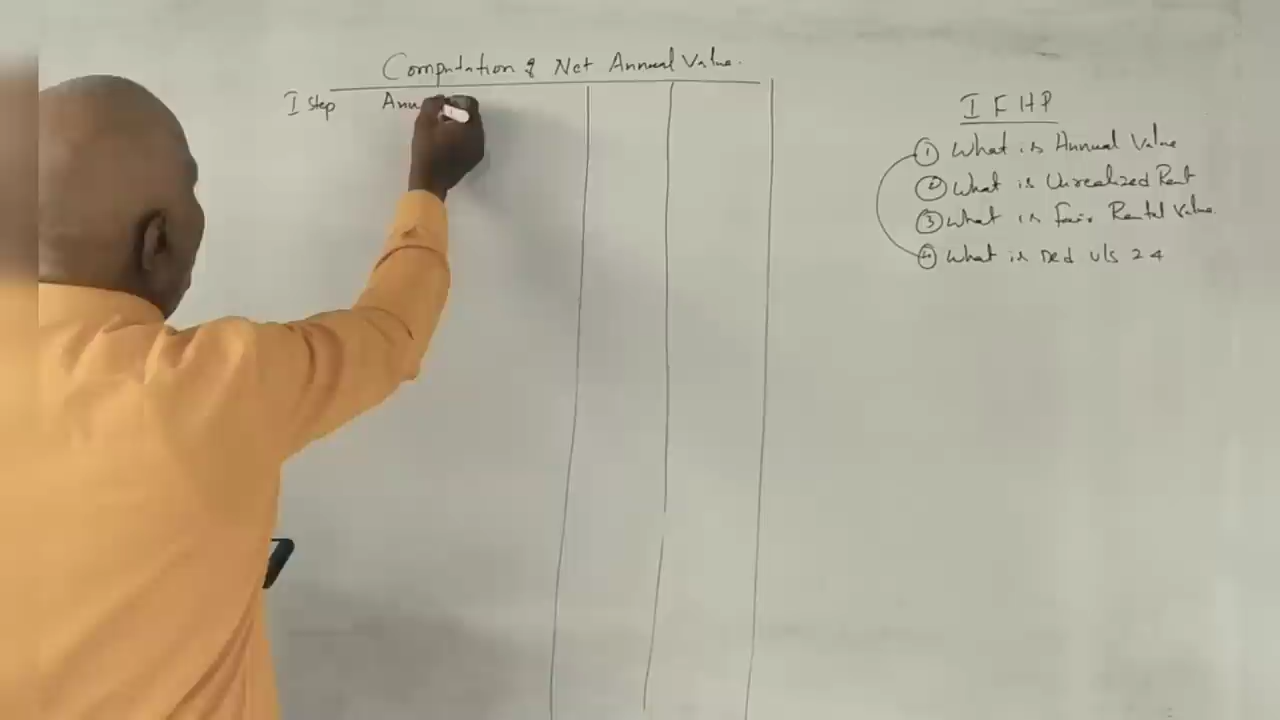 Computation of Net Annual Value.
I Step Annu
I F H P
① What is Annual Value
② What is Unrealized Rent
③ What is Fair Rental Value.
④ What is Ded u/s 24